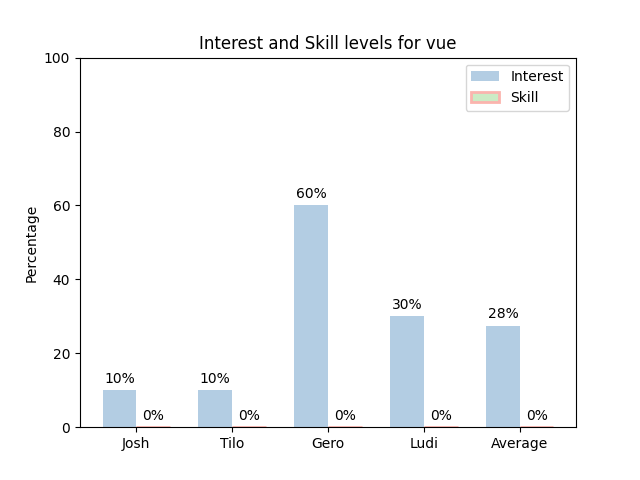 Interest and Skill levels for vue
Interest
Skill
Percentage
100
80
60
40
20
0
10%
0%
10%
0%
60%
0%
30%
0%
28%
0%
Josh
Tilo
Gero
Ludi
Average